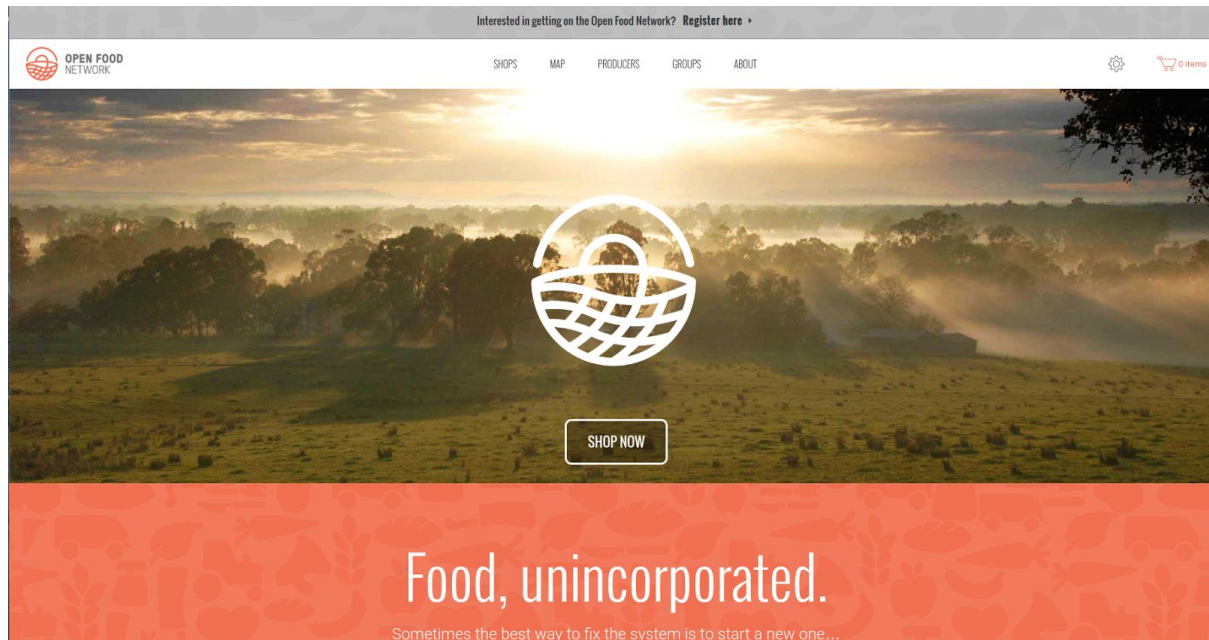 Interested in getting on the Open Food Network? Register here
OPEN FOOD
NETWORK
SHOPS MAP PRODUCERS GROUPS ABOUT
0 items
SHOP NOW
Food, unincorporated.
Sometimes the best way to fix the system is to start a new one...